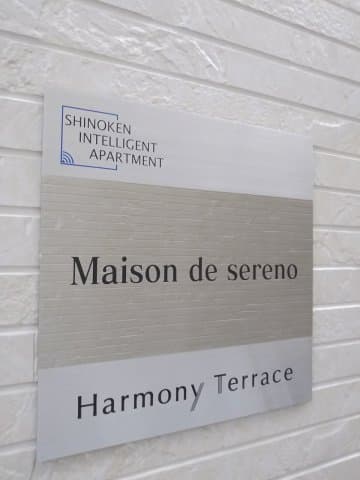 SHINOKEN
INTELLIGENT
APARTMENT
Maison de sereno
Harmony Terrace